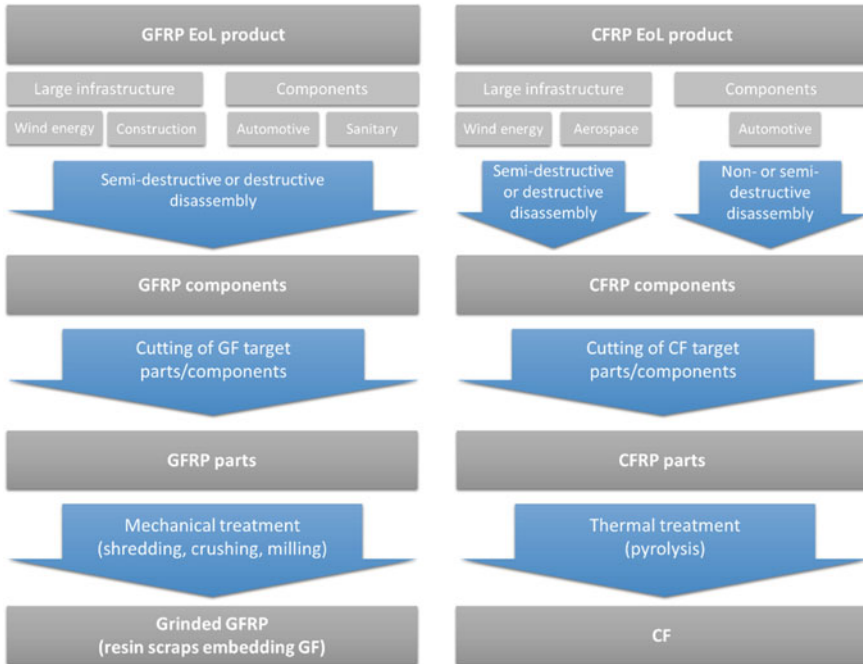 GFRP EoL product
Large infrastructure
Components
Wind energy
Construction
Automotive
Sanitary
Semi-destructive or destructive
disassembly
GFRP components
Cutting of GF target
parts/components
GFRP parts
Mechanical treatment
(shredding, crushing, milling)
Grinded GFRP
(resin scraps embedding GF)
CFRP EoL product
Large infrastructure
Components
Wind energy
Aerospace
Automotive
Semi-destructive
or destructive
disassembly
Non- or semi-
destructive
disassembly
CFRP components
Cutting of CF target
parts/components
CFRP parts
Thermal treatment
(pyrolysis)
CF